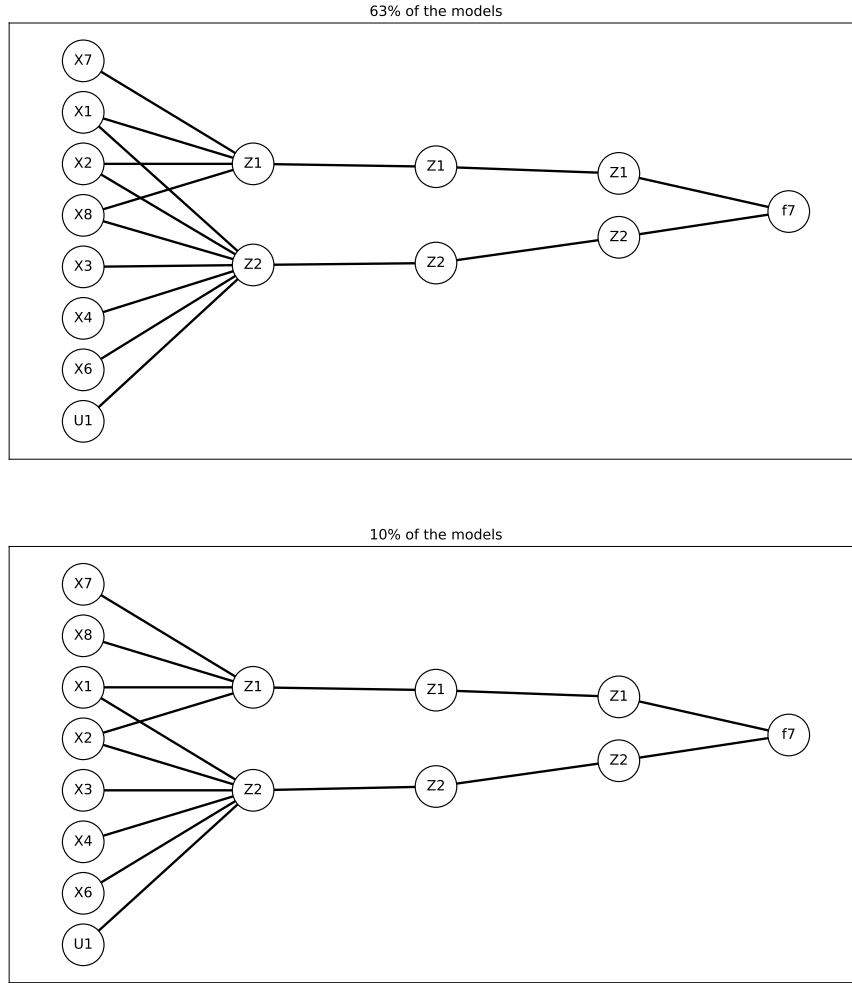 63% of the models
X7
X1
X2
X8
X3
X4
X6
U1
Z1
Z2
Z1
Z2
Z1
Z2
f7
10% of the models
X7
X8
X1
X2
X3
X4
X6
U1
Z1
Z2
Z1
Z2
Z1
Z2
f7